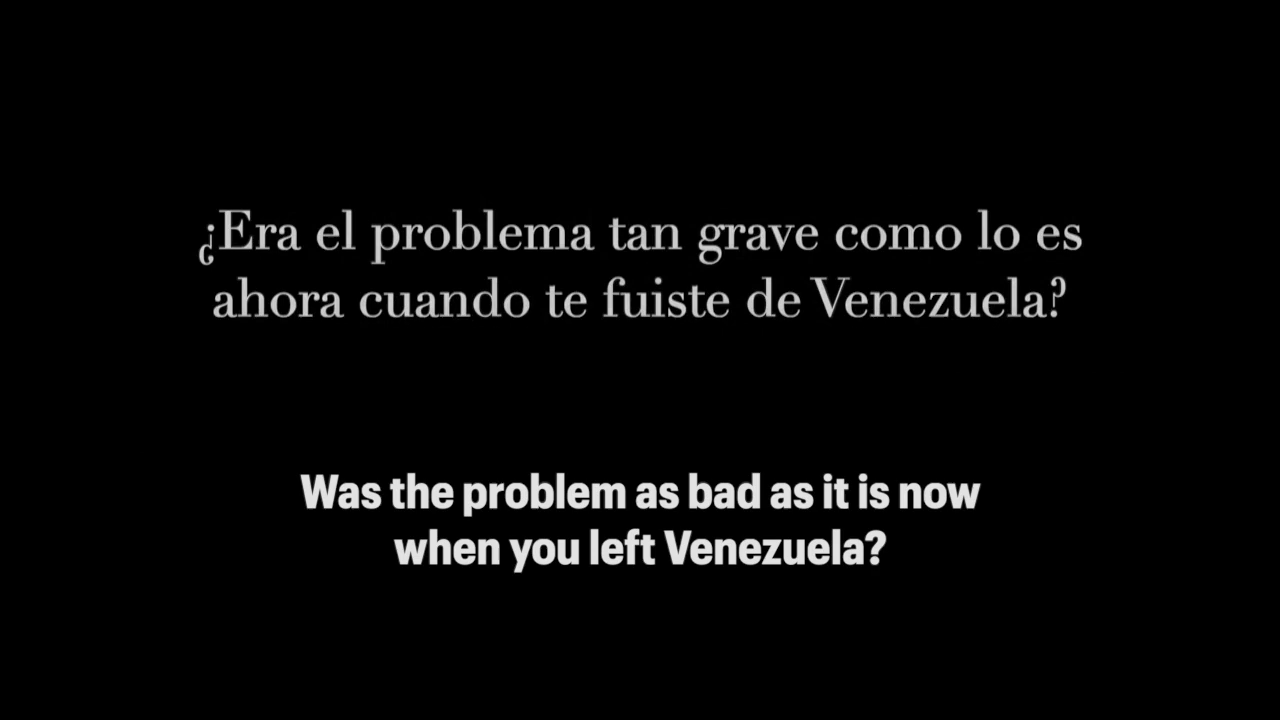 ¿Era el problema tan grave como lo es
ahora cuando te fuiste de Venezuela?
Was the problem as bad as it is now
when you left Venezuela?